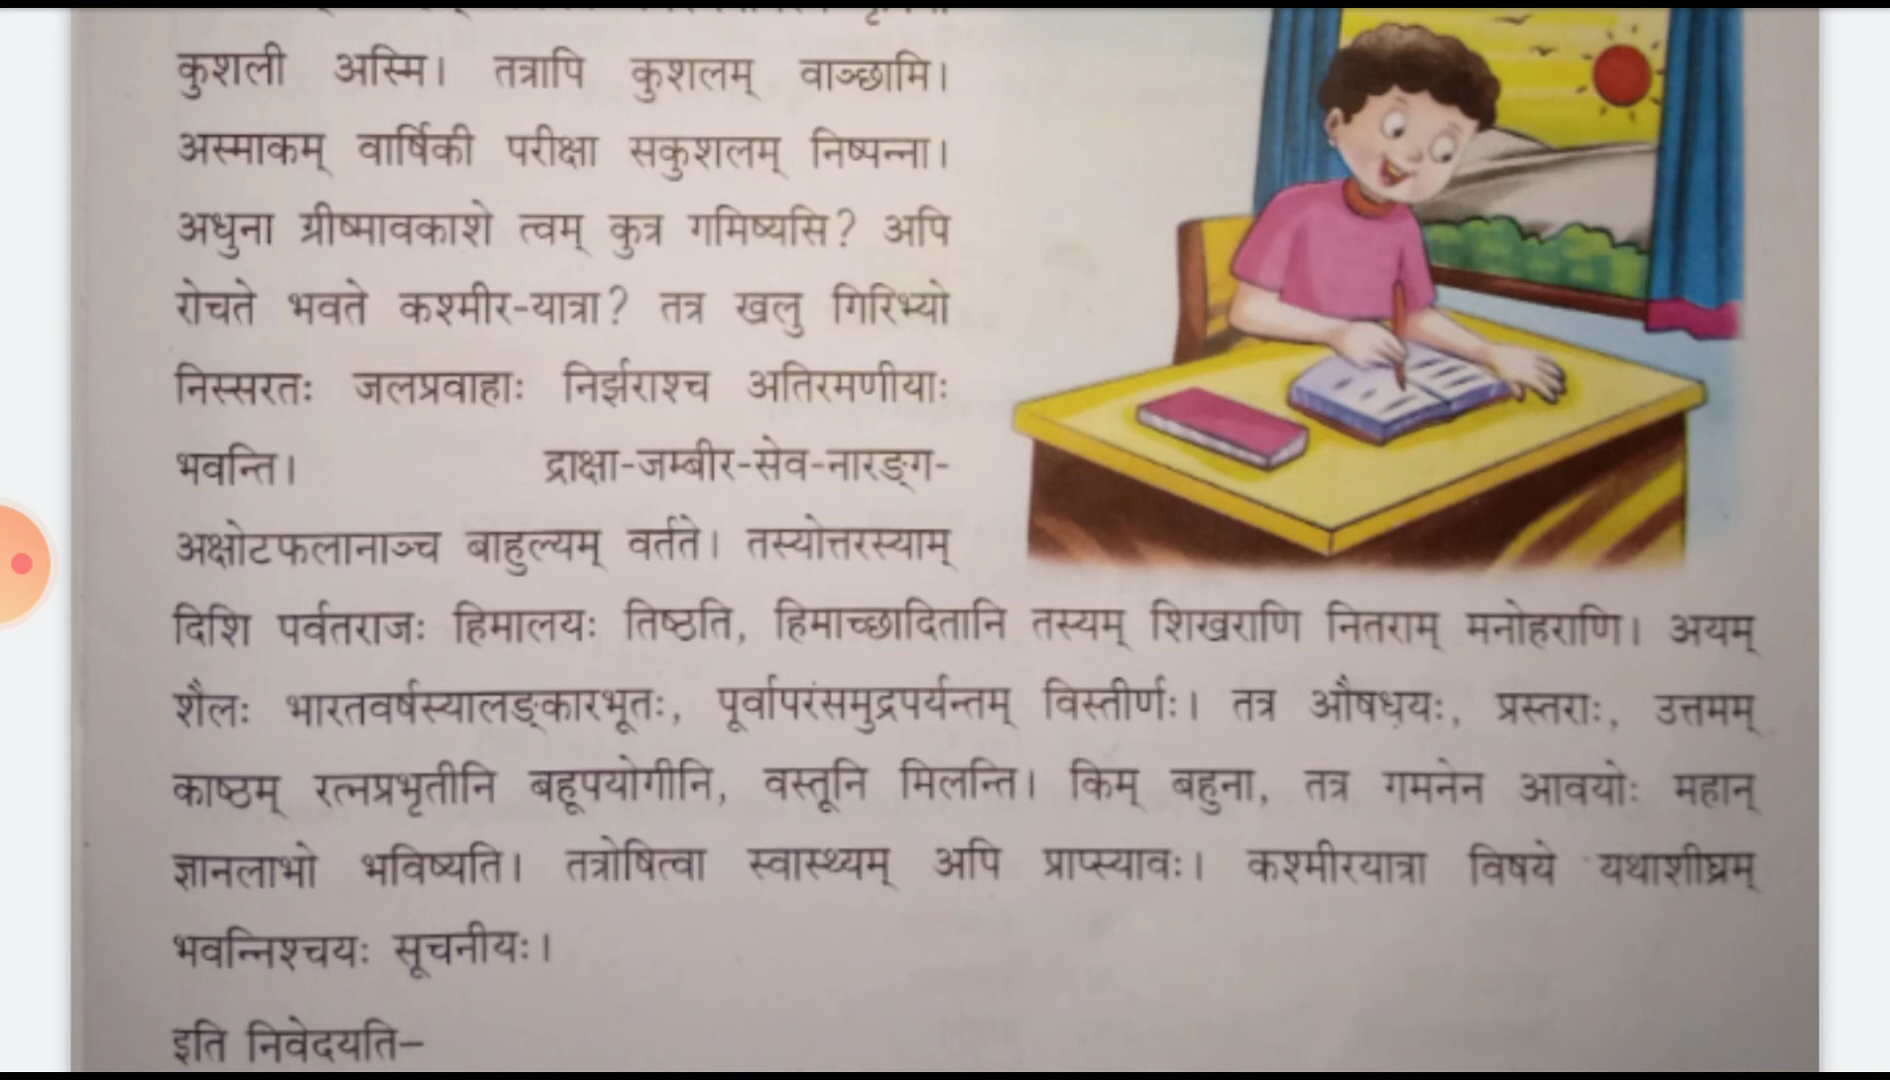 कुशली अस्मि। तत्रापि कुशलम् वाञ्छामि।
अस्माकम् वार्षिकी परीक्षा सकुशलम् निष्पन्ना।
अधुना ग्रीष्मावकाशे त्वम् कुत्र गमिष्यसि? अपि
रोचते भवते कश्मीर-यात्रा? तत्र खलु गिरिभ्यो
निस्सरतः जलप्रवाहाः निर्झराश्च अतिरमणीयाः
भवन्ति। द्राक्षा-जम्बीर-सेव-नारङ्ग-
अक्षोटफलानाञ्च बाहुल्यम् वर्तते। तस्योत्तरस्याम्
दिशि पर्वतराजः हिमालयः तिष्ठति, हिमाच्छादितानि तस्यम् शिखराणि नितराम् मनोहराणि। अयम्
शैलः भारतवर्षस्यालङ्कारभूतः, पूर्वापरंसमुद्रपर्यन्तम् विस्तीर्णः। तत्र औषधयः, प्रस्तराः, उत्तमम्
काष्ठम् रत्नप्रभृतीनि बहूपयोगीनि, वस्तूनि मिलन्ति। किम् बहुना, तत्र गमनेन आवयोः महान्
ज्ञानलाभो भविष्यति। तत्रोषित्वा स्वास्थ्यम् अपि प्राप्स्यावः। कश्मीरयात्रा विषये यथाशीघ्रम्
भवन्निश्चयः सूचनीयः।
इति निवेदयति–